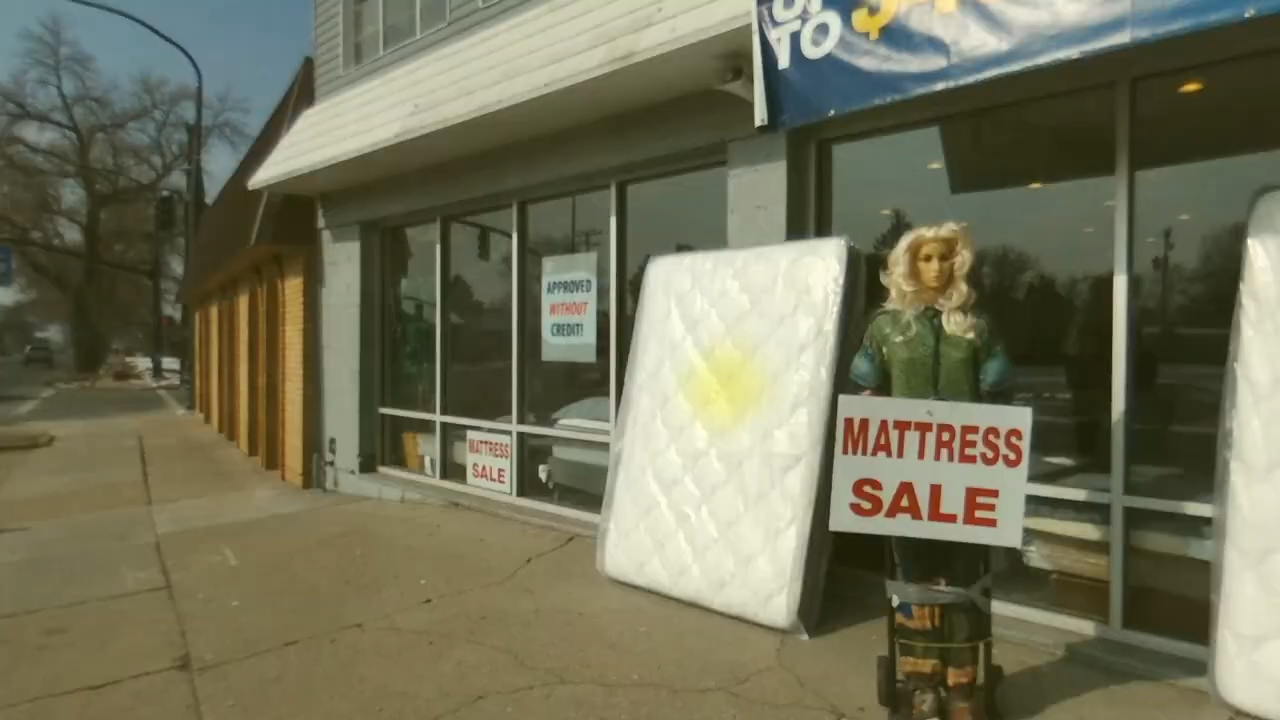 UP
TO
APPROVED
WITHOUT
CREDIT!
MATTRESS
SALE
MATTRESS
SALE